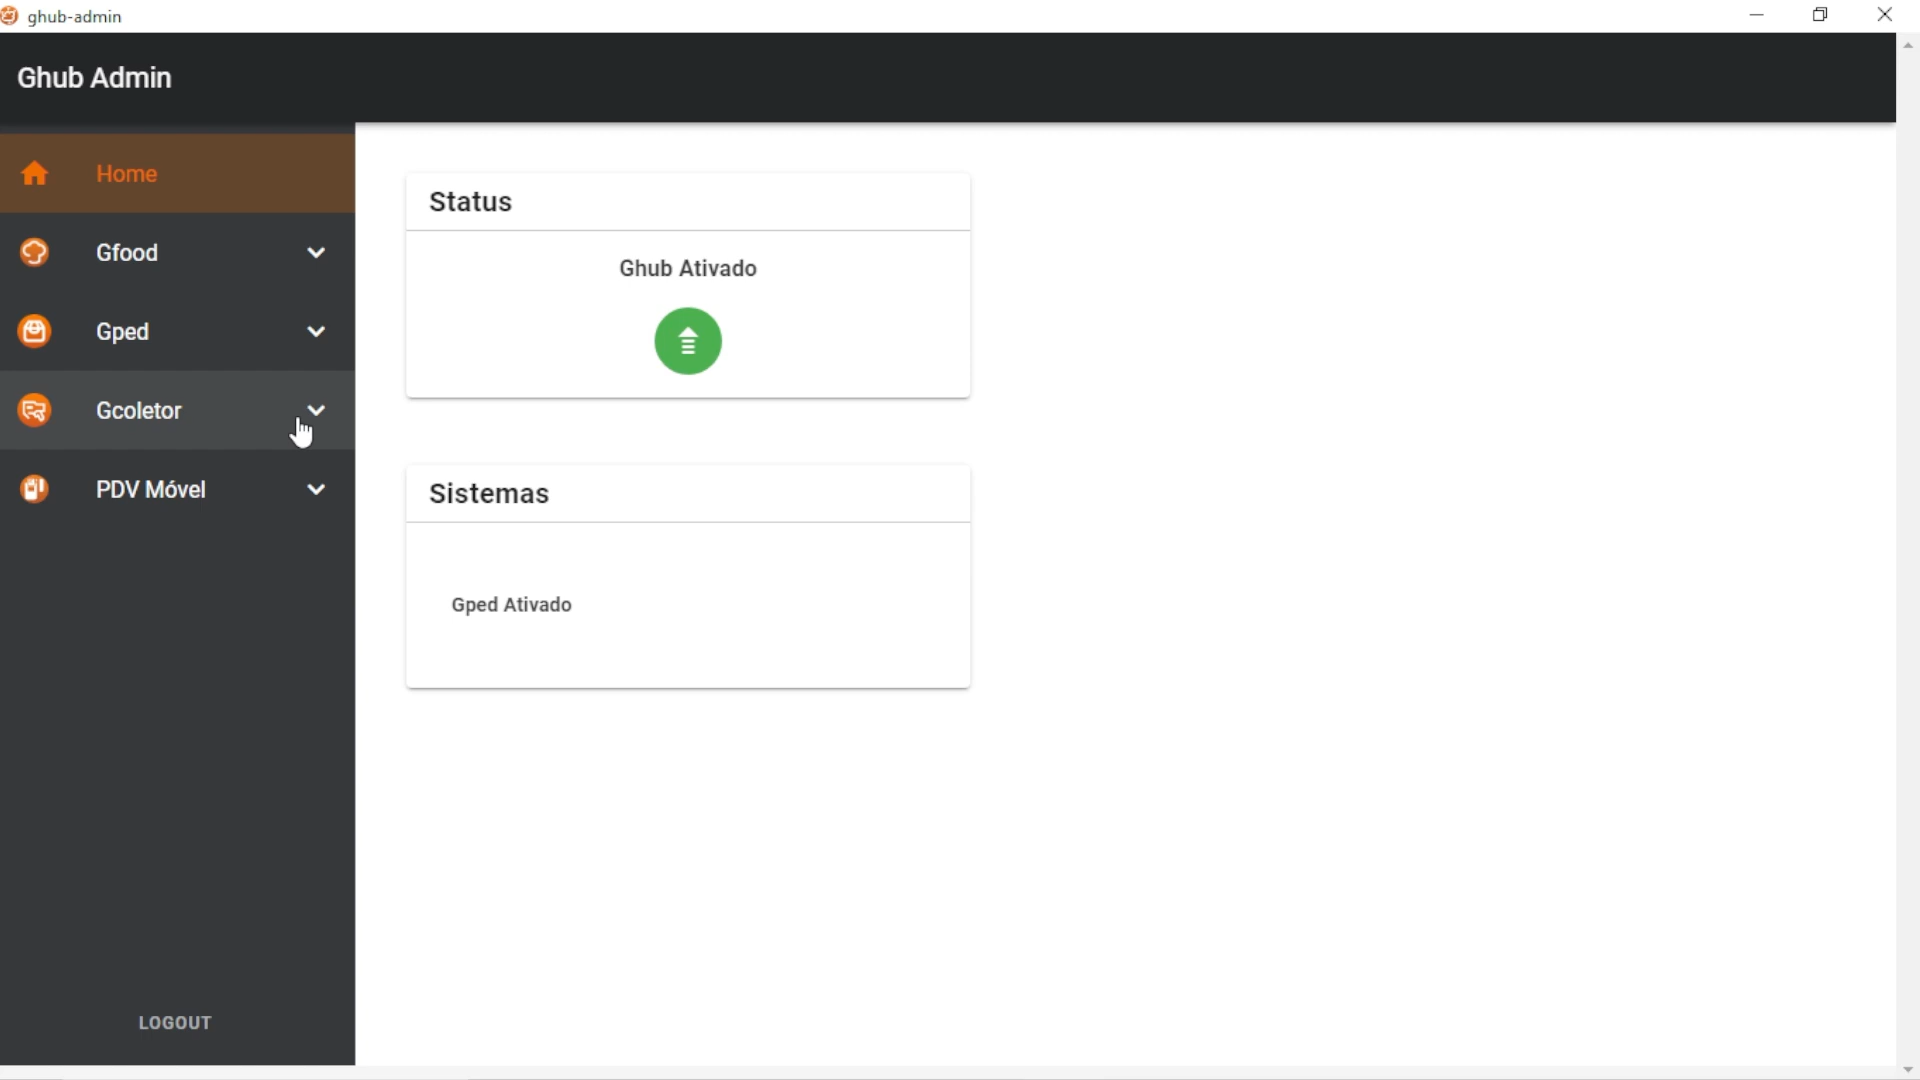 ghub-admin
Ghub Admin
Home
Gfood
Gped
Gcoletor
PDV Móvel
LOGOUT
Status
Ghub Ativado
Sistemas
Gped Ativado